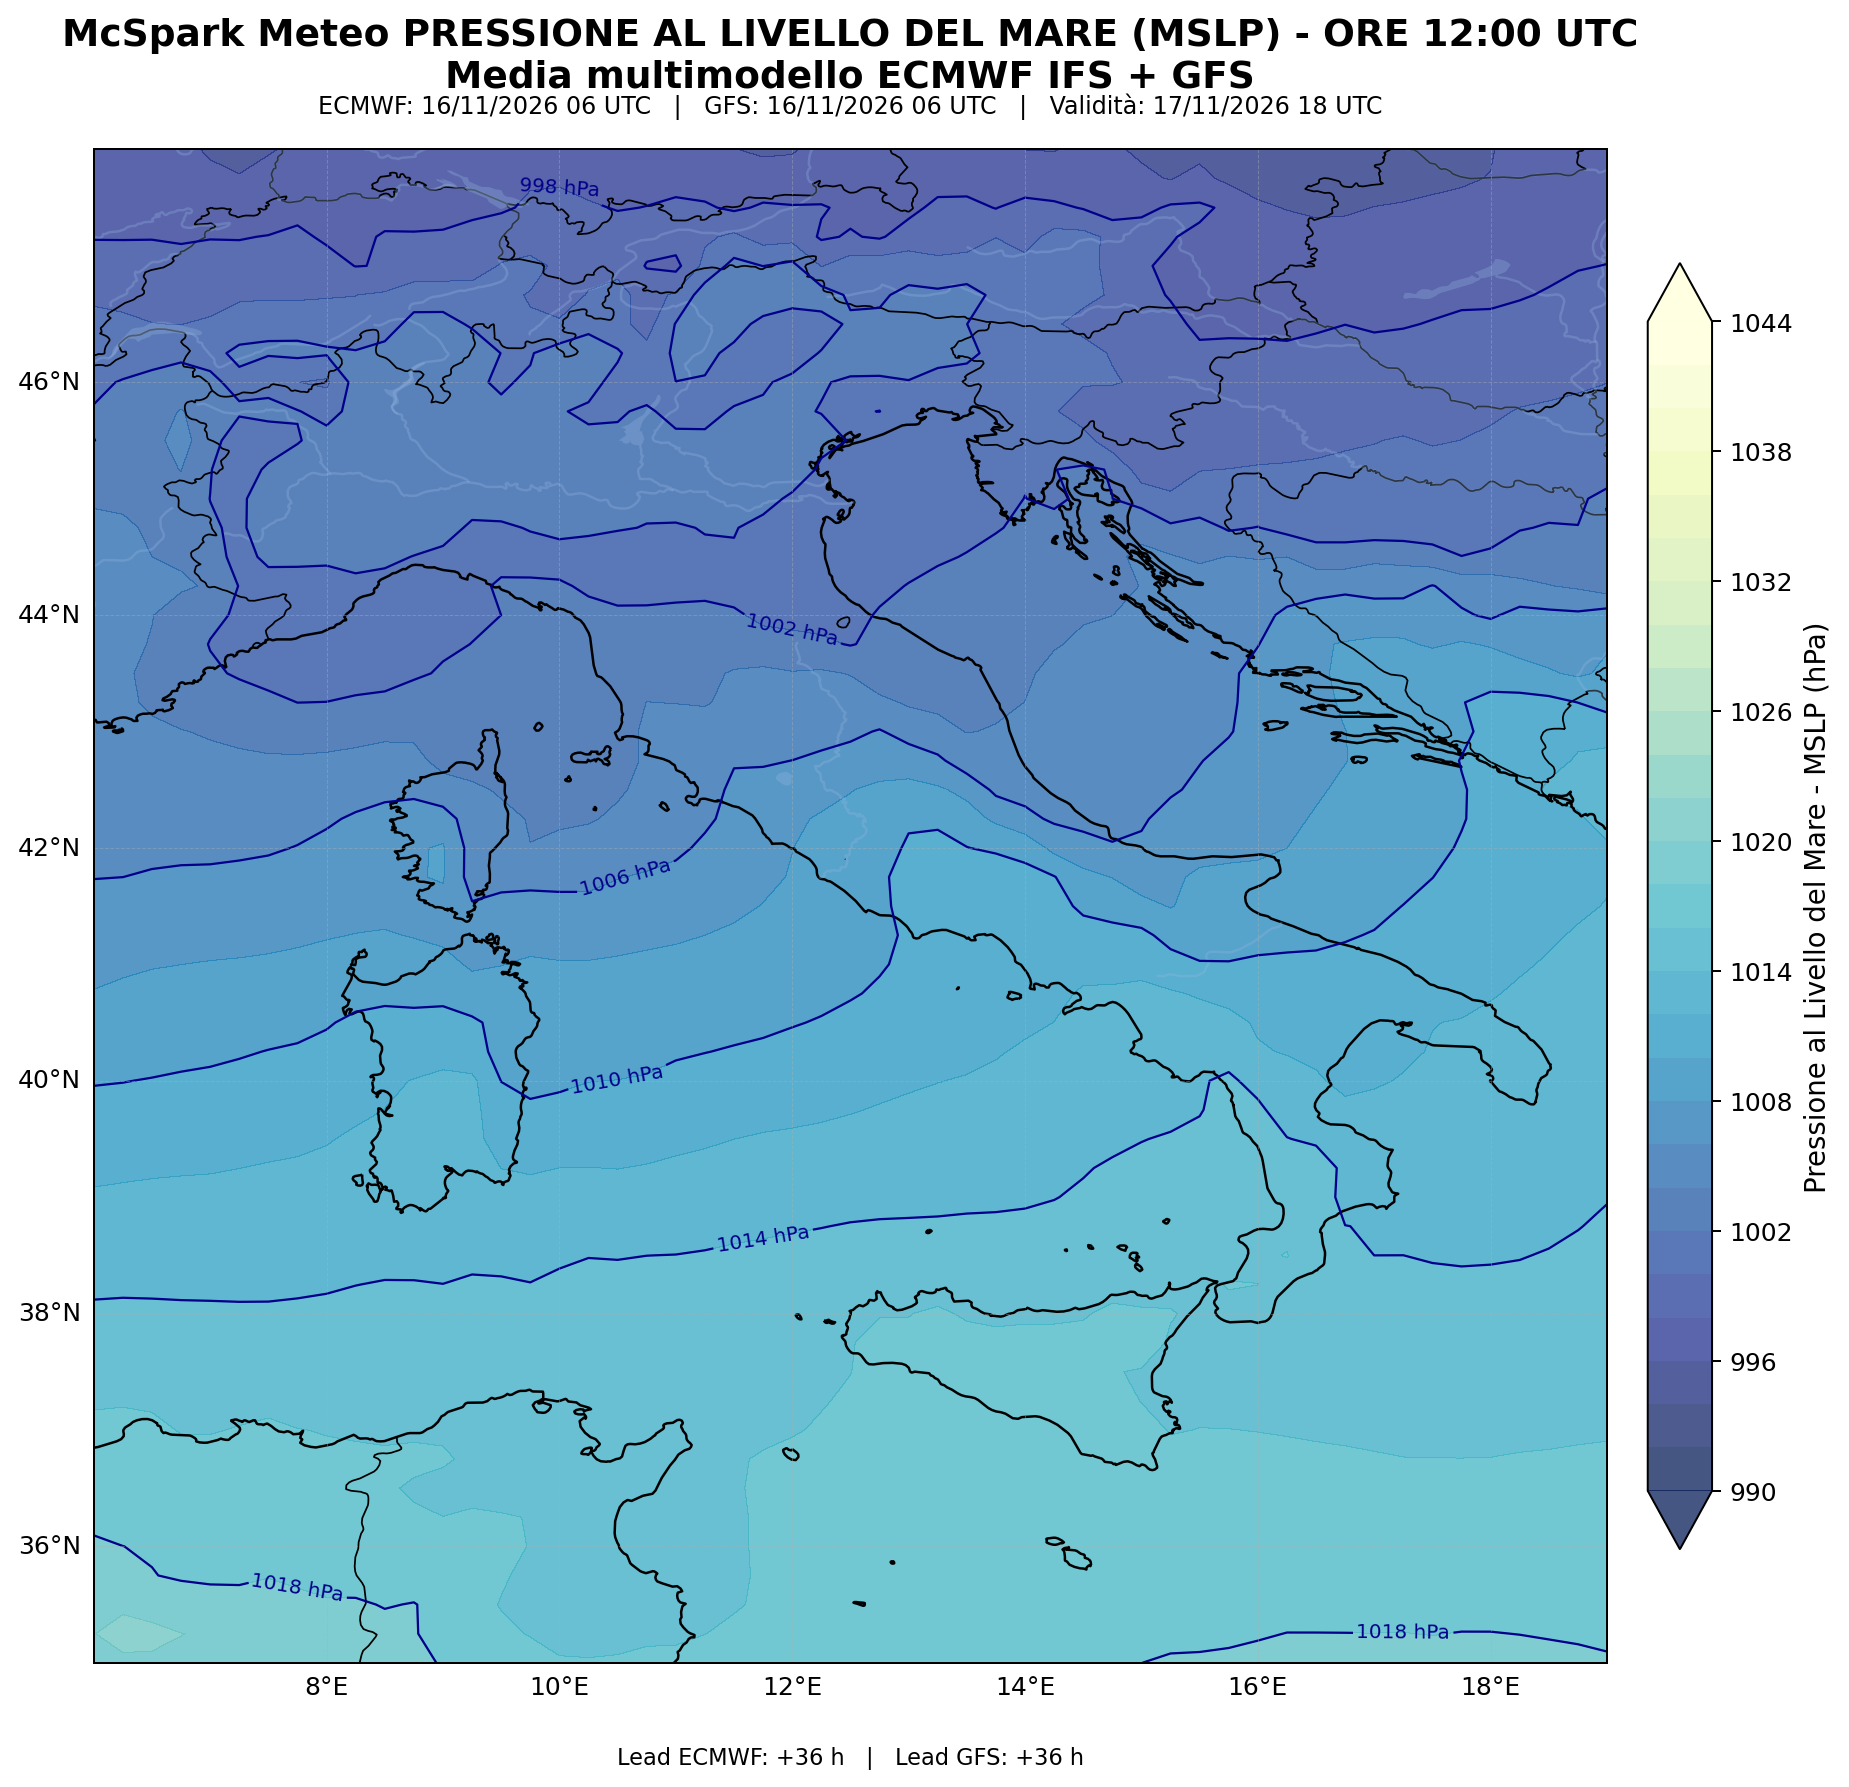 McSpark Meteo PRESSIONE AL LIVELLO DEL MARE (MSLP) - ORE 12:00 UTC
Media multimodello ECMWF IFS + GFS
ECMWF: 16/11/2026 06 UTC | GFS: 16/11/2026 06 UTC | Validità: 17/11/2026 18 UTC
998 hPa
1002 hPa
1006 hPa
1010 hPa
1014 hPa
1018 hPa
1018 hPa
46°N
44°N
42°N
40°N
38°N
36°N
8°E
10°E
12°E
14°E
16°E
18°E
1044
1038
1032
1026
1020
1014
1008
1002
996
990
Pressione al Livello del Mare - MSLP (hPa)
Lead ECMWF: +36 h | Lead GFS: +36 h